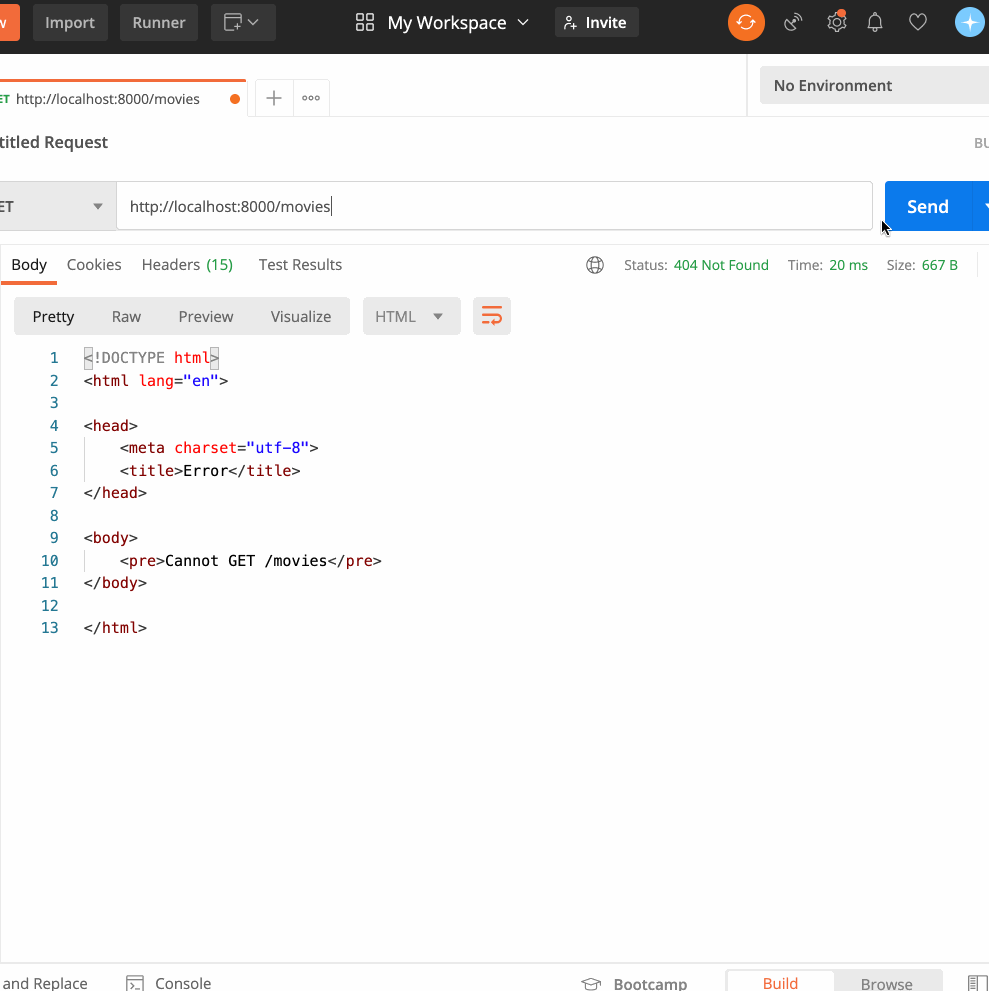 w Import Runner My Workspace Invite
ET http://localhost:8000/movies No Environment
titled Request BU
ET http://localhost:8000/movies Send
Body Cookies Headers (15) Test Results Status: 404 Not Found Time: 20 ms Size: 667 B
Pretty Raw Preview Visualize HTML
1 <!DOCTYPE html>
2 <html lang="en">
3
4 <head>
5 <meta charset="utf-8">
6 <title>Error</title>
7 </head>
8
9 <body>
10 <pre>Cannot GET /movies</pre>
11 </body>
12
13 </html>
and Replace Console Bootcamp Build Browse